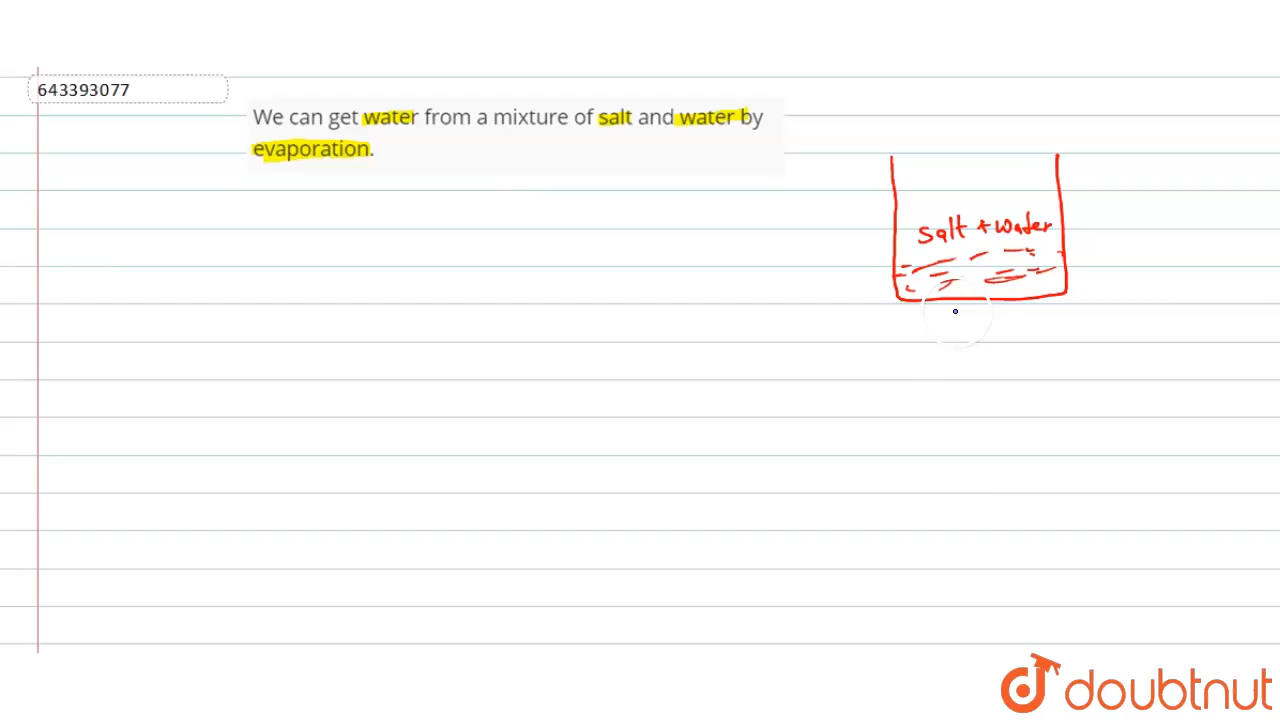 643393077
We can get water from a mixture of salt and water by
evaporation.
salt + water
doubtnut